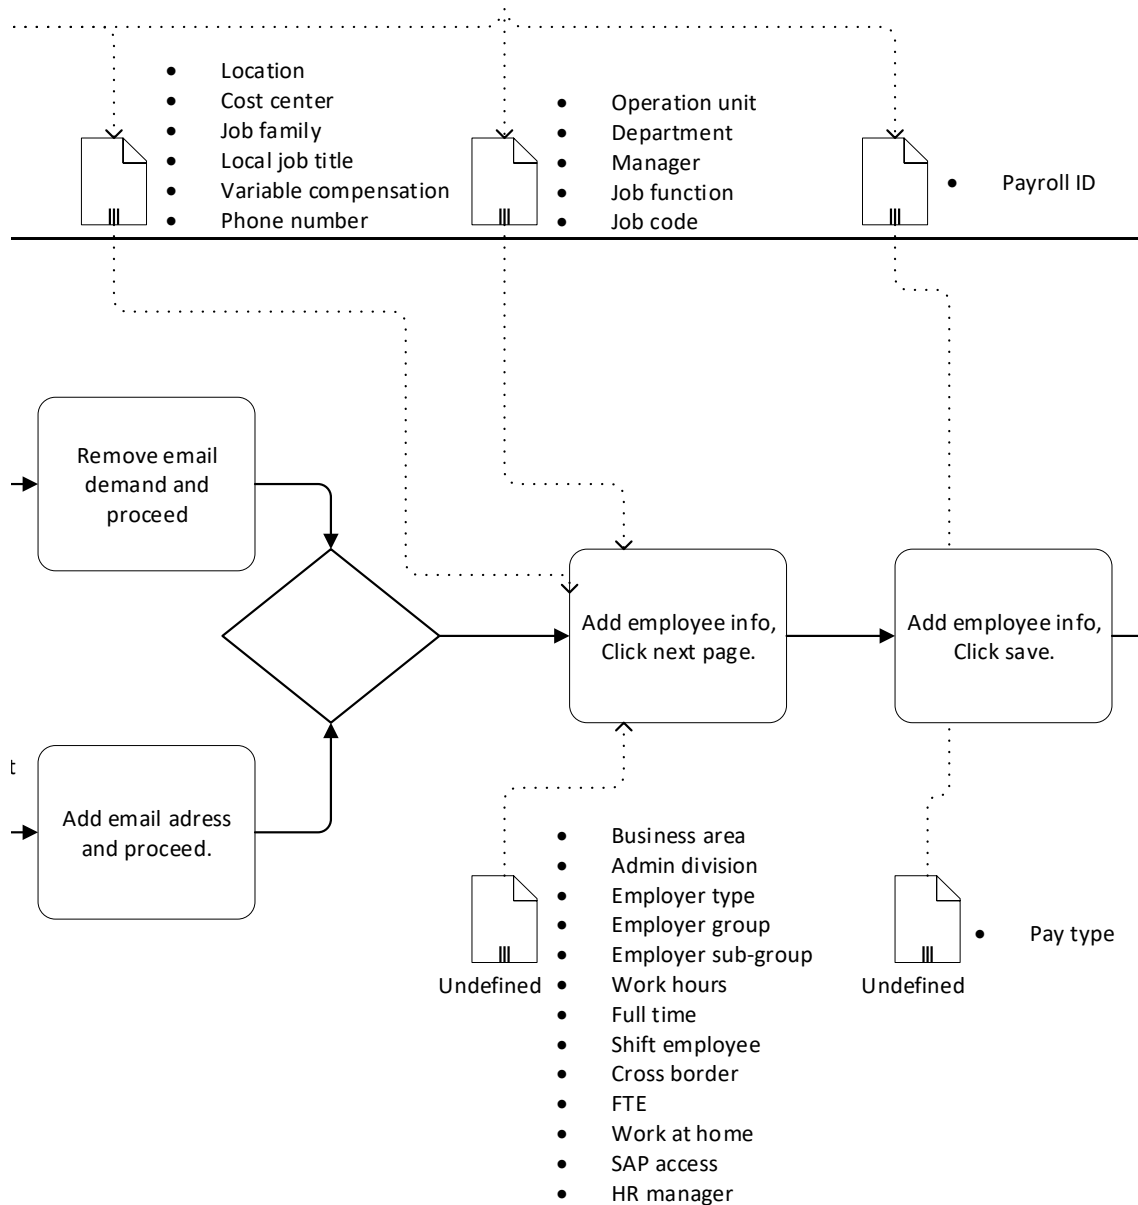 Location
Cost center
Job family
Local job title
Variable compensation
Phone number
Operation unit
Department
Manager
Job function
Job code
Payroll ID
Remove email
demand and
proceed
Add employee info,
Click next page.
Add employee info,
Click save.
t
Add email adress
and proceed.
Undefined
Business area
Admin division
Employer type
Employer group
Employer sub-group
Work hours
Full time
Shift employee
Cross border
FTE
Work at home
SAP access
HR manager
Undefined
Pay type